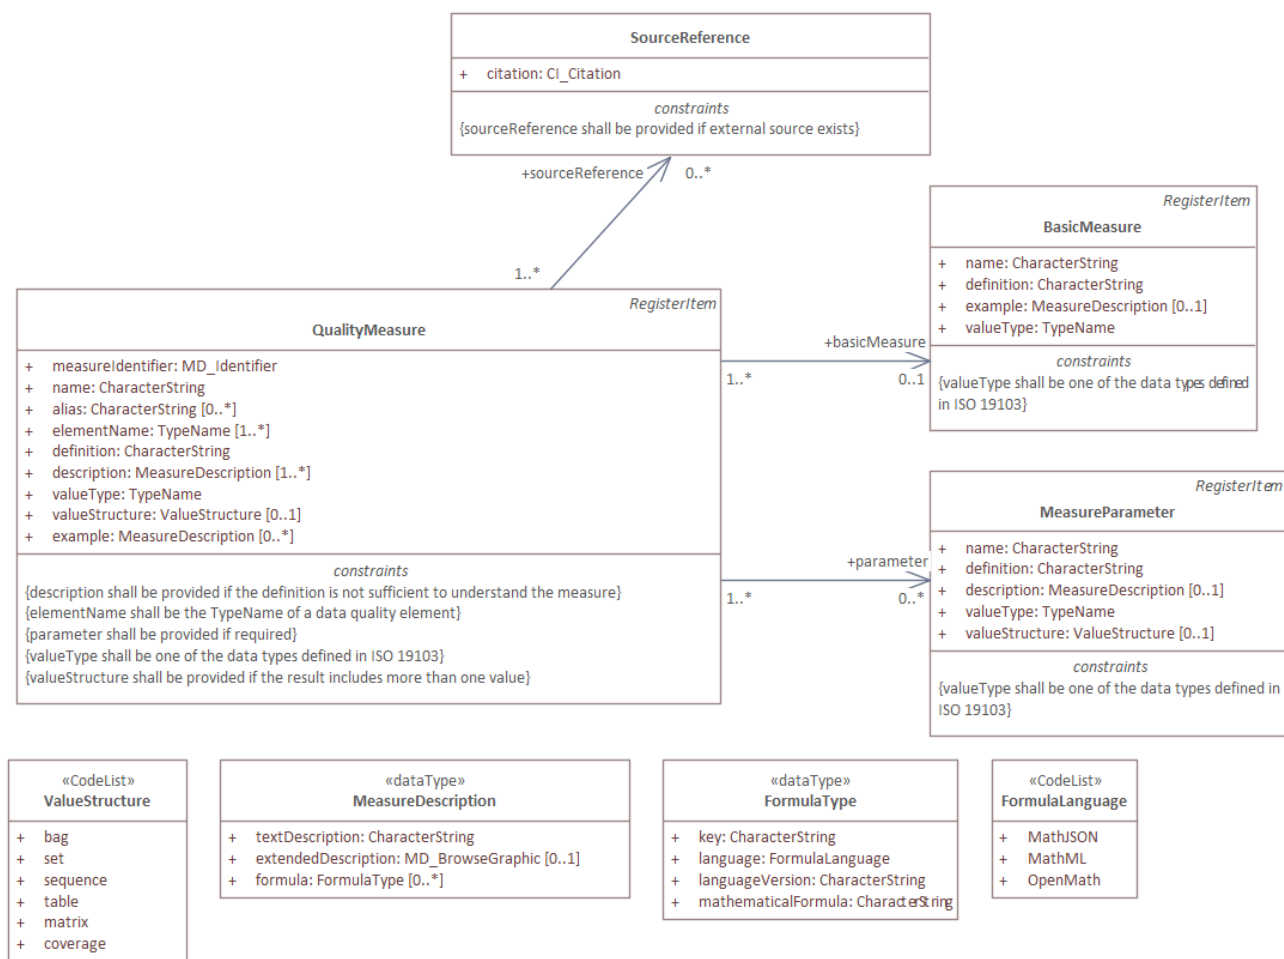 SourceReference
+ citation: CI_Citation
constraints
{sourceReference shall be provided if external source exists}
+sourceReference
0..*
1..*
RegisterItem
BasicMeasure
+ name: CharacterString
+ definition: CharacterString
+ example: MeasureDescription [0..1]
+ valueType: TypeName
constraints
{valueType shall be one of the data types defined
in ISO 19103}
RegisterItem
QualityMeasure
+ measureIdentifier: MD_Identifier
+ name: CharacterString
+ alias: CharacterString [0..*]
+ elementName: TypeName [1..*]
+ definition: CharacterString
+ description: MeasureDescription [1..*]
+ valueType: TypeName
+ valueStructure: ValueStructure [0..1]
+ example: MeasureDescription [0..*]
constraints
{description shall be provided if the definition is not sufficient to understand the measure}
{elementName shall be the TypeName of a data quality element}
{parameter shall be provided if required}
{valueType shall be one of the data types defined in ISO 19103}
{valueStructure shall be provided if the result includes more than one value}
+basicMeasure
1..*
0..1
+parameter
1..*
0..*
RegisterItem
MeasureParameter
+ name: CharacterString
+ definition: CharacterString
+ description: MeasureDescription [0..1]
+ valueType: TypeName
+ valueStructure: ValueStructure [0..1]
constraints
{valueType shall be one of the data types defined in
ISO 19103}
«CodeList»
ValueStructure
+ bag
+ set
+ sequence
+ table
+ matrix
+ coverage
«dataType»
MeasureDescription
+ textDescription: CharacterString
+ extendedDescription: MD_BrowseGraphic [0..1]
+ formula: FormulaType [0..*]
«dataType»
FormulaType
+ key: CharacterString
+ language: FormulaLanguage
+ languageVersion: CharacterString
+ mathematicalFormula: CharacterString
«CodeList»
FormulaLanguage
+ MathJSON
+ MathML
+ OpenMath